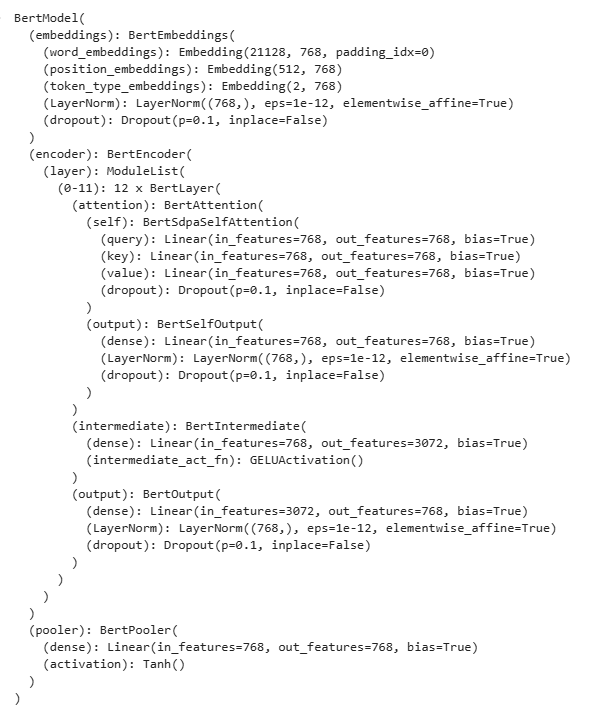 BertModel(
  (embeddings): BertEmbeddings(
    (word_embeddings): Embedding(21128, 768, padding_idx=0)
    (position_embeddings): Embedding(512, 768)
    (token_type_embeddings): Embedding(2, 768)
    (LayerNorm): LayerNorm((768,), eps=1e-12, elementwise_affine=True)
    (dropout): Dropout(p=0.1, inplace=False)
  )
  (encoder): BertEncoder(
    (layer): ModuleList(
      (0-11): 12 x BertLayer(
        (attention): BertAttention(
          (self): BertSdpaSelfAttention(
            (query): Linear(in_features=768, out_features=768, bias=True)
            (key): Linear(in_features=768, out_features=768, bias=True)
            (value): Linear(in_features=768, out_features=768, bias=True)
            (dropout): Dropout(p=0.1, inplace=False)
          )
          (output): BertSelfOutput(
            (dense): Linear(in_features=768, out_features=768, bias=True)
            (LayerNorm): LayerNorm((768,), eps=1e-12, elementwise_affine=True)
            (dropout): Dropout(p=0.1, inplace=False)
          )
        )
        (intermediate): BertIntermediate(
          (dense): Linear(in_features=768, out_features=3072, bias=True)
          (intermediate_act_fn): GELUActivation()
        )
        (output): BertOutput(
          (dense): Linear(in_features=3072, out_features=768, bias=True)
          (LayerNorm): LayerNorm((768,), eps=1e-12, elementwise_affine=True)
          (dropout): Dropout(p=0.1, inplace=False)
        )
      )
    )
  )
  (pooler): BertPooler(
    (dense): Linear(in_features=768, out_features=768, bias=True)
    (activation): Tanh()
  )
)